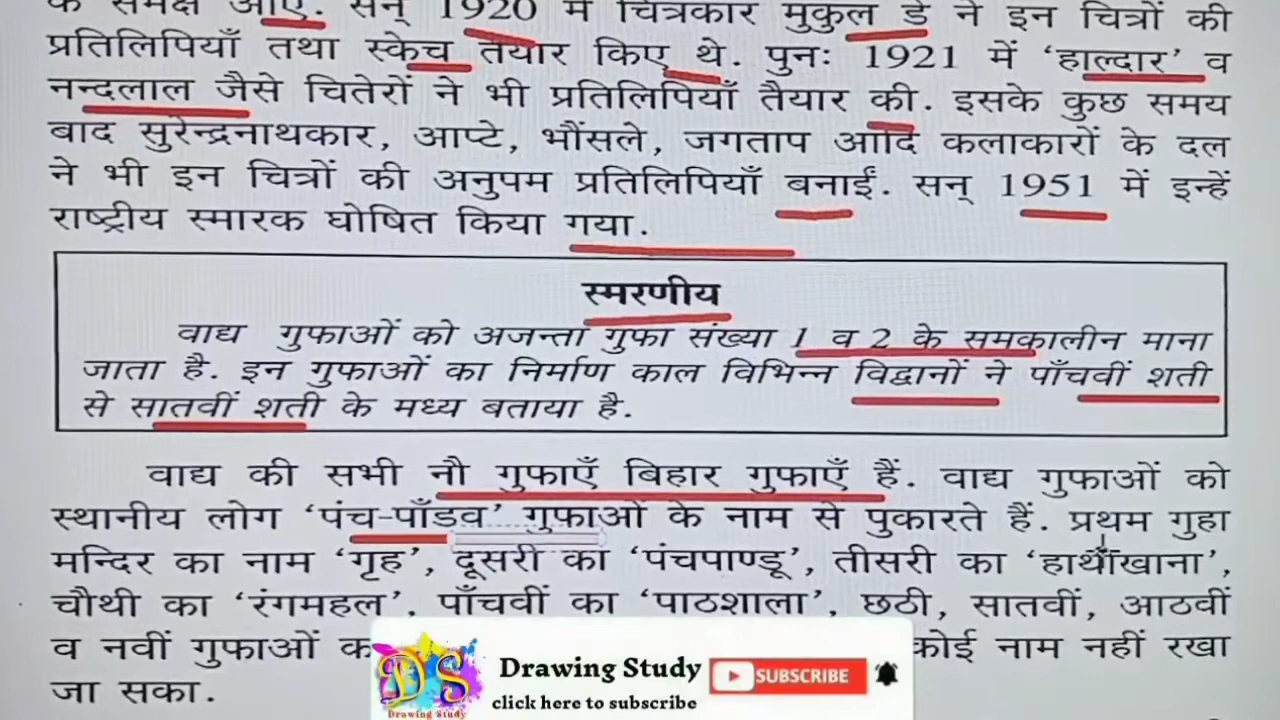 के समक्ष आए. सन् 1920 में चित्रकार मुकुल डे ने इन चित्रों की
प्रतिलिपियाँ तथा स्केच तैयार किए थे. पुनः 1921 में ‘हाल्दार’ व
नन्दलाल जैसे चितेरों ने भी प्रतिलिपियाँ तैयार की. इसके कुछ समय
बाद सुरेन्द्रनाथकार, आप्टे, भौंसले, जगताप आदि कलाकारों के दल
ने भी इन चित्रों की अनुपम प्रतिलिपियाँ बनाईं. सन् 1951 में इन्हें
राष्ट्रीय स्मारक घोषित किया गया.
स्मरणीय
वाद्य गुफाओं को अजन्ता गुफा संख्या 1 व 2 के समकालीन माना
जाता है. इन गुफाओं का निर्माण काल विभिन्न विद्वानों ने पाँचवीं शती
से सातवीं शती के मध्य बताया है.
वाद्य की सभी नौ गुफाएँ बिहार गुफाएँ हैं. वाद्य गुफाओं को
स्थानीय लोग ‘पंच-पाँडव’ गुफाओं के नाम से पुकारते हैं. प्रथम गुहा
मन्दिर का नाम ‘गृह’, दूसरी का ‘पंचपाण्डू’, तीसरी का ‘हाथीखाना’,
चौथी का ‘रंगमहल’, पाँचवीं का ‘पाठशाला’, छठी, सातवीं, आठवीं
व नवीं गुफाओं कोई नाम नहीं रखा
जा सका.
DS
Drawing Study
Drawing Study
click here to subscribe
SUBSCRIBE